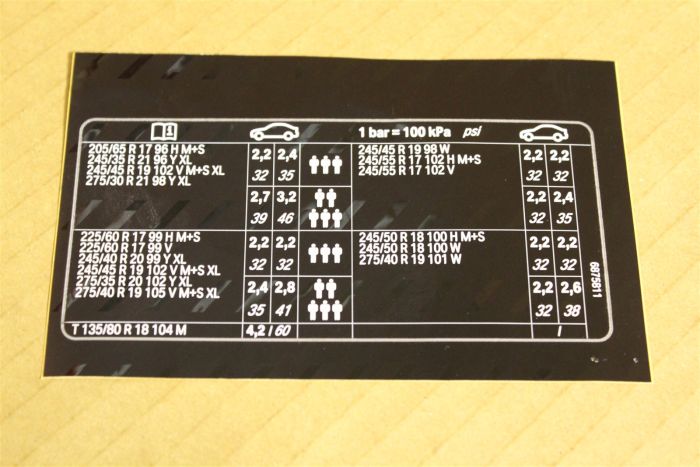 1 bar = 100 kPa psi
205/65 R 17 96 H M+S
245/35 R 21 96 Y XL
245/45 R 19 102 V M+S XL
275/30 R 21 98 Y XL
2,2 2,4
32 35
2,7 3,2
39 46
245/45 R 19 98 W
245/55 R 17 102 H M+S
245/55 R 17 102 V
2,2 2,2
32 32
2,2 2,4
32 35
225/60 R 17 99 H M+S
225/60 R 17 99 V
245/40 R 20 99 Y XL
245/45 R 19 102 V M+S XL
275/35 R 20 102 Y XL
275/40 R 19 105 V M+S XL
2,2 2,2
32 32
2,4 2,8
35 41
245/50 R 18 100 H M+S
245/50 R 18 100 W
275/40 R 19 101 W
2,2 2,2
32 32
2,2 2,6
32 38
T 135/80 R 18 104 M
4,2 / 60
/
6875811